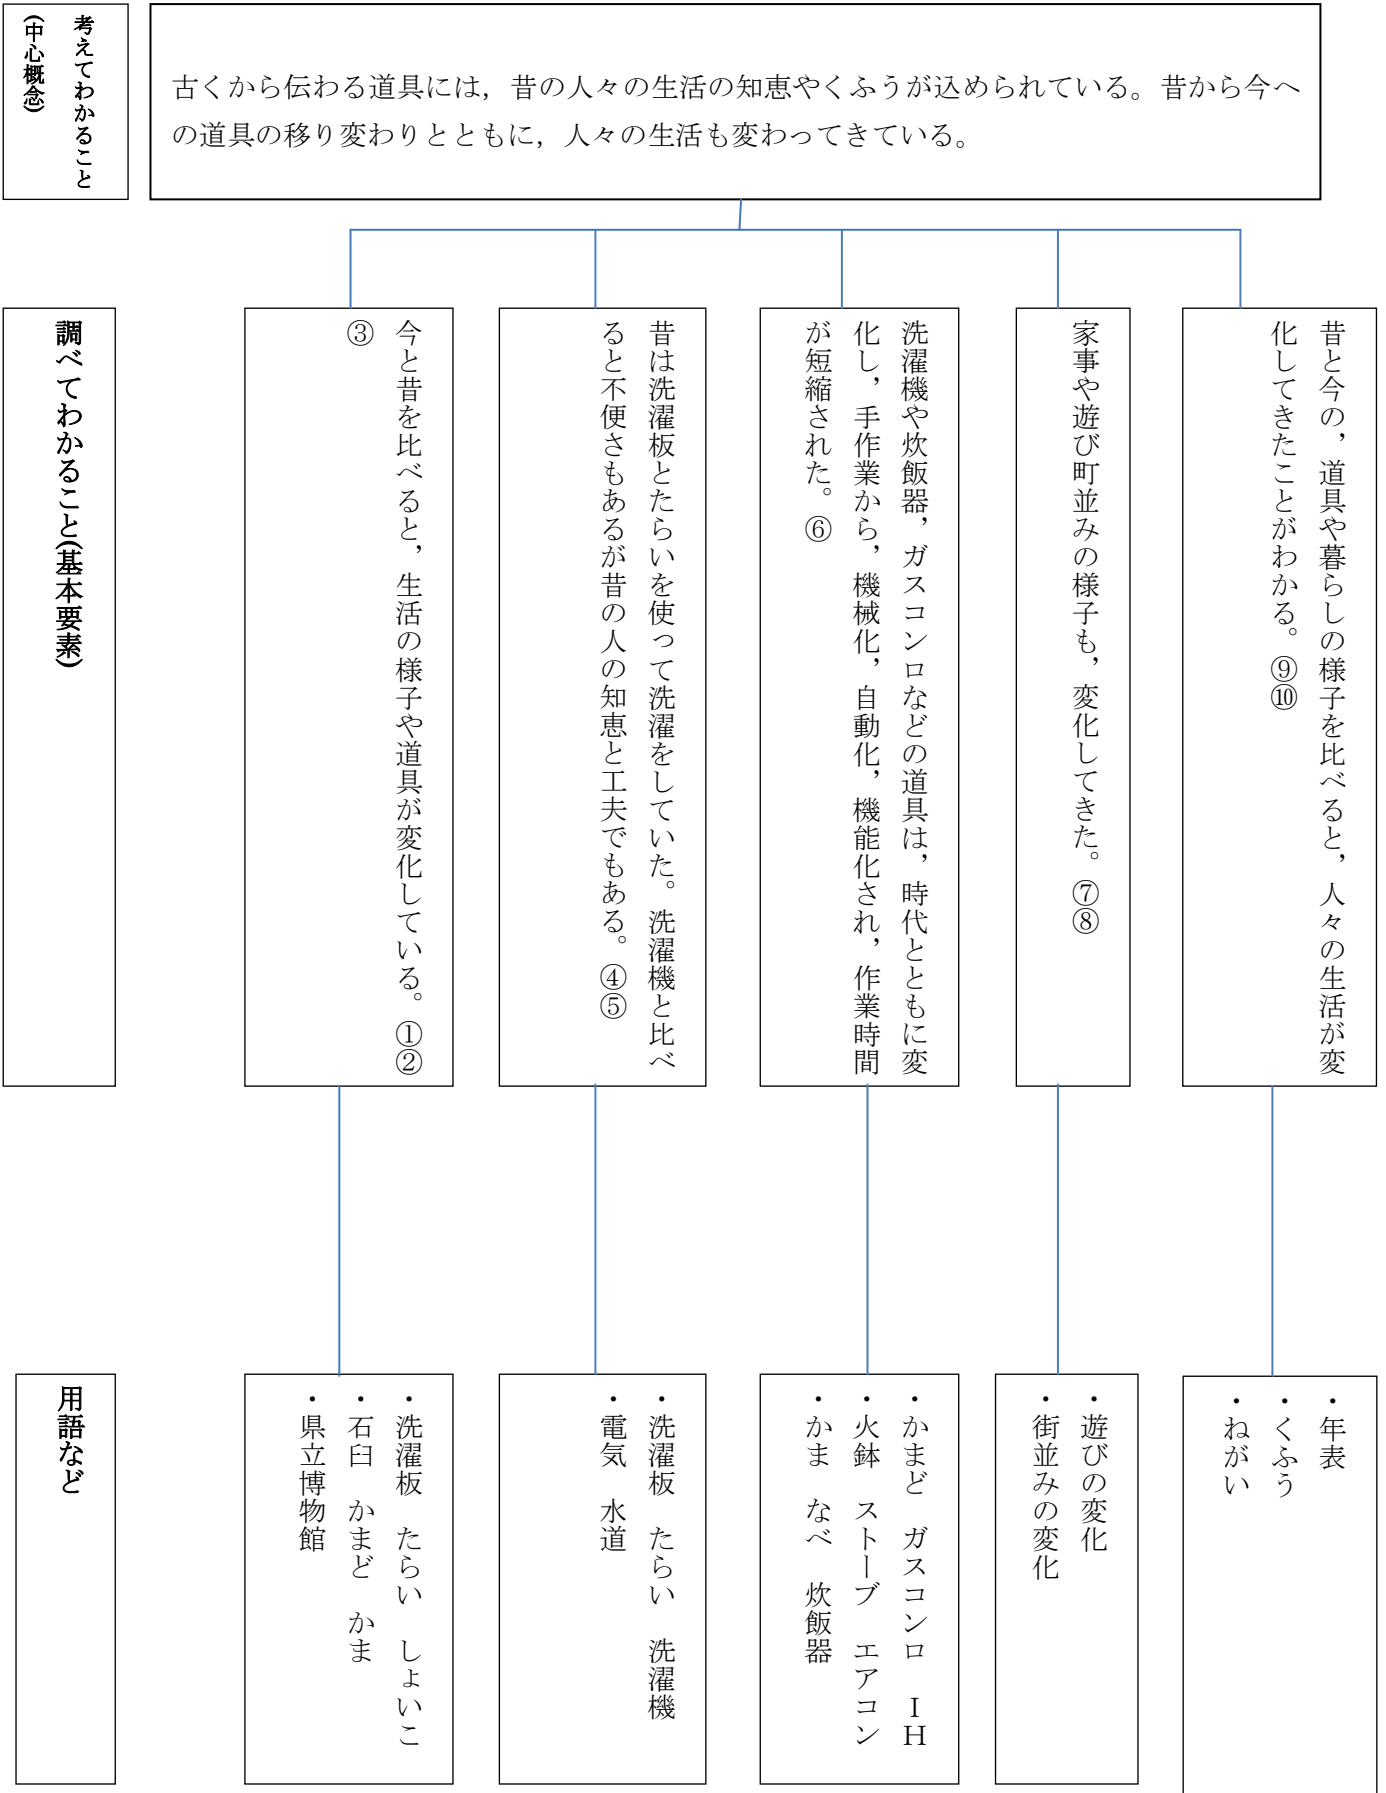 考えてわかること
(中心概念)
古くから伝わる道具には，昔の人々の生活の知恵やくふうが込められている。昔から今へ
の道具の移り変わりとともに，人々の生活も変わってきている。
調べてわかること(基本要素)
今と昔を比べると，生活の様子や道具が変化している。①②
③
昔は洗濯板とたらいを使って洗濯をしていた。洗濯機と比べ
ると不便さもあるが昔の人の知恵と工夫でもある。④⑤
洗濯機や炊飯器，ガスコンロなどの道具は，時代とともに変
化し，手作業から，機械化，自動化，機能化され，作業時間
が短縮された。⑥
家事や遊び町並みの様子も，変化してきた。⑦⑧
昔と今の，道具や暮らしの様子を比べると，人々の生活が変
化してきたことがわかる。⑨⑩
用語など
・洗濯板　たらい　しょいこ
・石臼　かまど　かま
・県立博物館
・洗濯板　たらい　洗濯機
・電気　水道
・かまど　ガスコンロ　ＩＨ
・火鉢　ストーブ　エアコン
・かま　なべ　炊飯器
・遊びの変化
・街並みの変化
・年表
・くふう
・ねがい